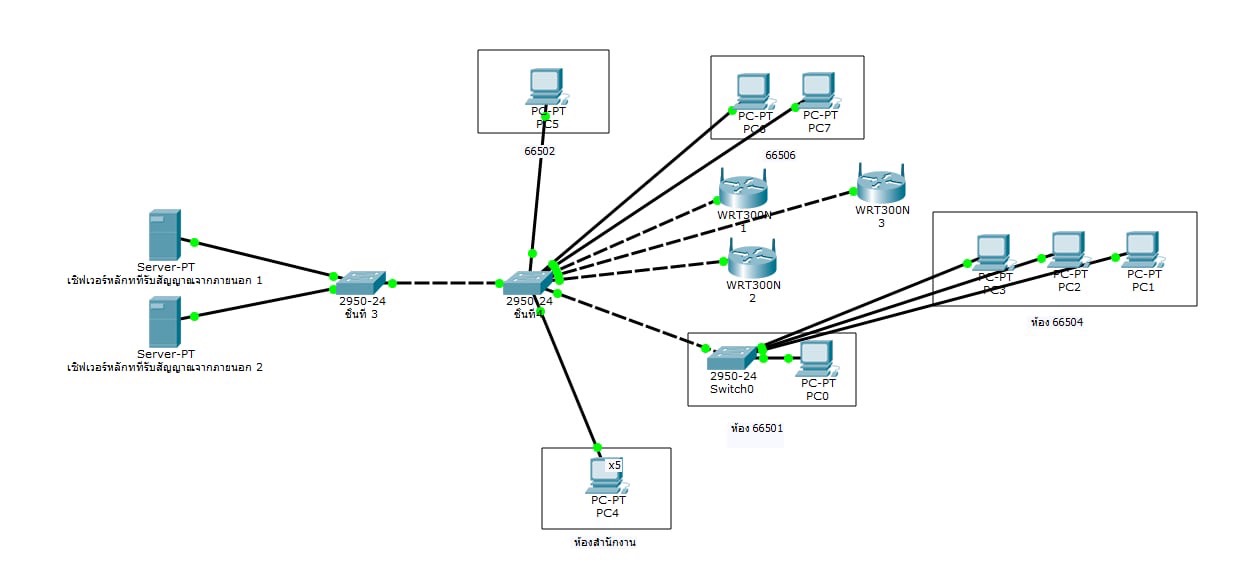 PC-PT
PC5
66502
PC-PT
PC6
PC-PT
PC7
66506
WRT300N
1
WRT300N
3
WRT300N
2
Server-PT
เซิฟเวอร์หลักที่รับสัญาณจากภายนอก 1
Server-PT
เซิฟเวอร์หลักทที่รับสัญาณจากภายนอก 2
2950-24
ชั้นที่ 3
2950-24
ชั้นที่
PC-PT
PC3
PC-PT
PC2
PC-PT
PC1
ห้อง 66504
2950-24
Switch0
PC-PT
PC0
ห้อง 66501
x5
PC-PT
PC4
ห้องสำนักงาน